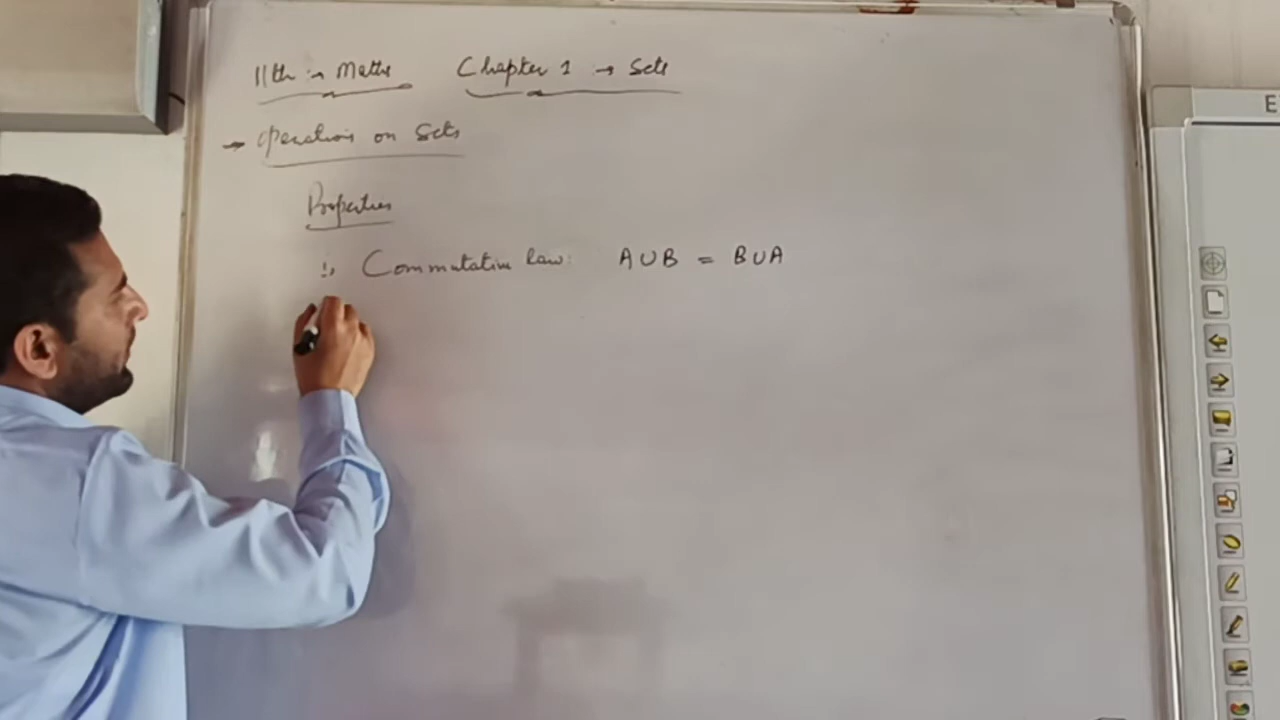 11th :→ Maths Chapter 1 → Sets
→ Operations on Sets
Properties
1:, Commutative law: A∪B = B∪A
E